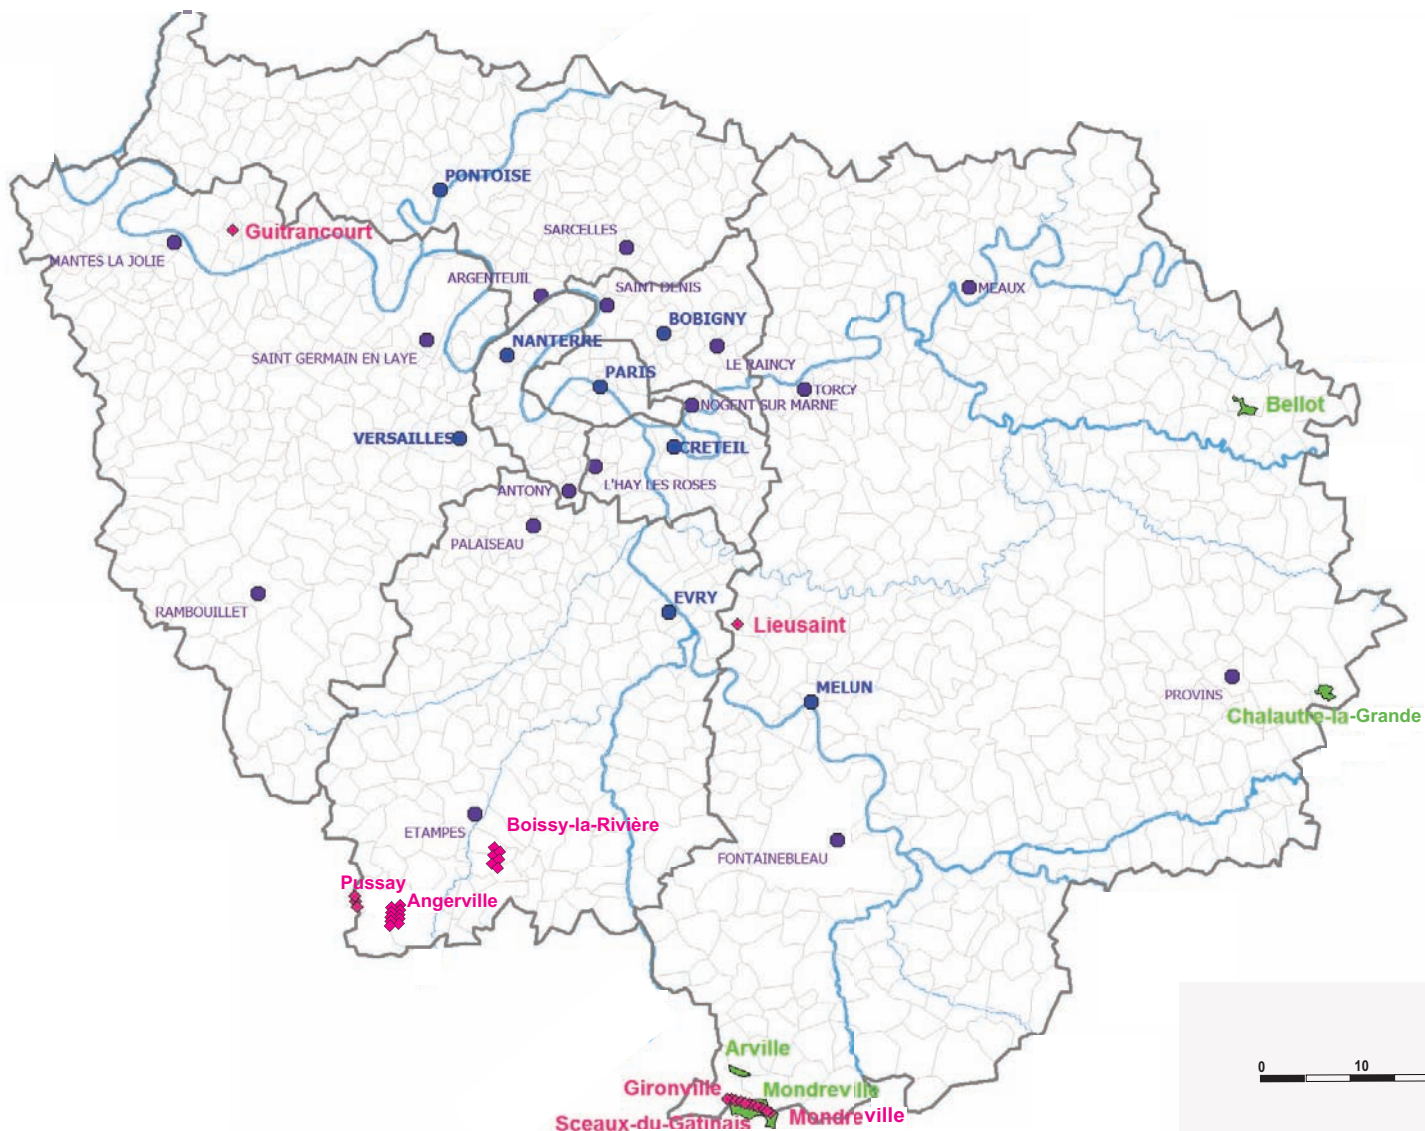 PONTOISE
Guitrancourt
SARCELLES
MANTES LA JOLIE
ARGENTEUIL
SAINT DENIS
MEAUX
BOBIGNY
NANTERRE
SAINT GERMAIN EN LAYE
LE RAINCY
PARIS
TORCY
NOGENT SUR MARNE
Bellot
VERSAILLES
CRETEIL
L'HAY LES ROSES
ANTONY
PALAISEAU
EVRY
RAMBOUILLET
Lieusaint
MELUN
PROVINS
Chalautre-la-Grande
Boissy-la-Rivière
ETAMPES
FONTAINEBLEAU
Pussay
Angerville
Arville
0 10
Gironville
Mondreville
Mondreville
Sceaux-du-Gatinais